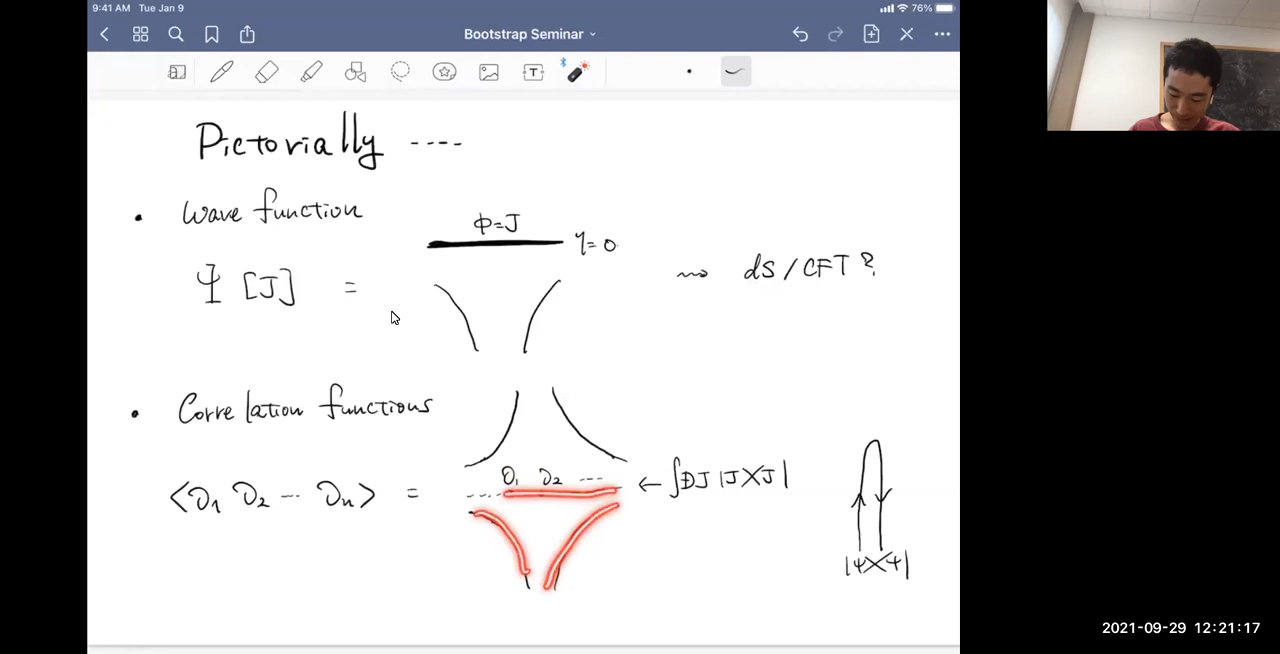 9:41 AM Tue Jan 9
76%
Bootstrap Seminar
T
Pictorially ----
• Wave function
Φ=J
η=0
Ψ[J] =
⇝ dS/CFT?
• Correlation functions
O₁ O₂ ...
⟨O₁ O₂ ... Oₙ⟩ =
← ∫DJ |J⟩⟨J|
|Ψ⟩⟨Ψ|
2021-09-29 12:21:17